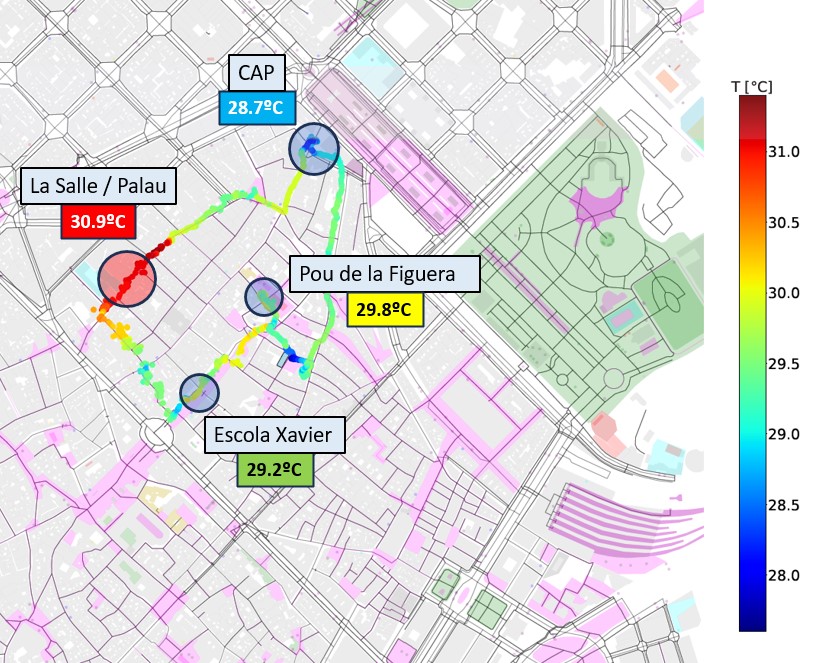 CAP
28.7ºC
T [°C]
La Salle / Palau
30.9ºC
Pou de la Figuera
29.8ºC
Escola Xavier
29.2ºC
31.0
30.5
30.0
29.5
29.0
28.5
28.0